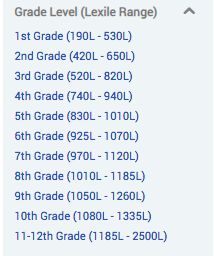 Grade Level (Lexile Range)
1st Grade (190L - 530L)
2nd Grade (420L - 650L)
3rd Grade (520L - 820L)
4th Grade (740L - 940L)
5th Grade (830L - 1010L)
6th Grade (925L - 1070L)
7th Grade (970L - 1120L)
8th Grade (1010L - 1185L)
9th Grade (1050L - 1260L)
10th Grade (1080L - 1335L)
11-12th Grade (1185L - 2500L)